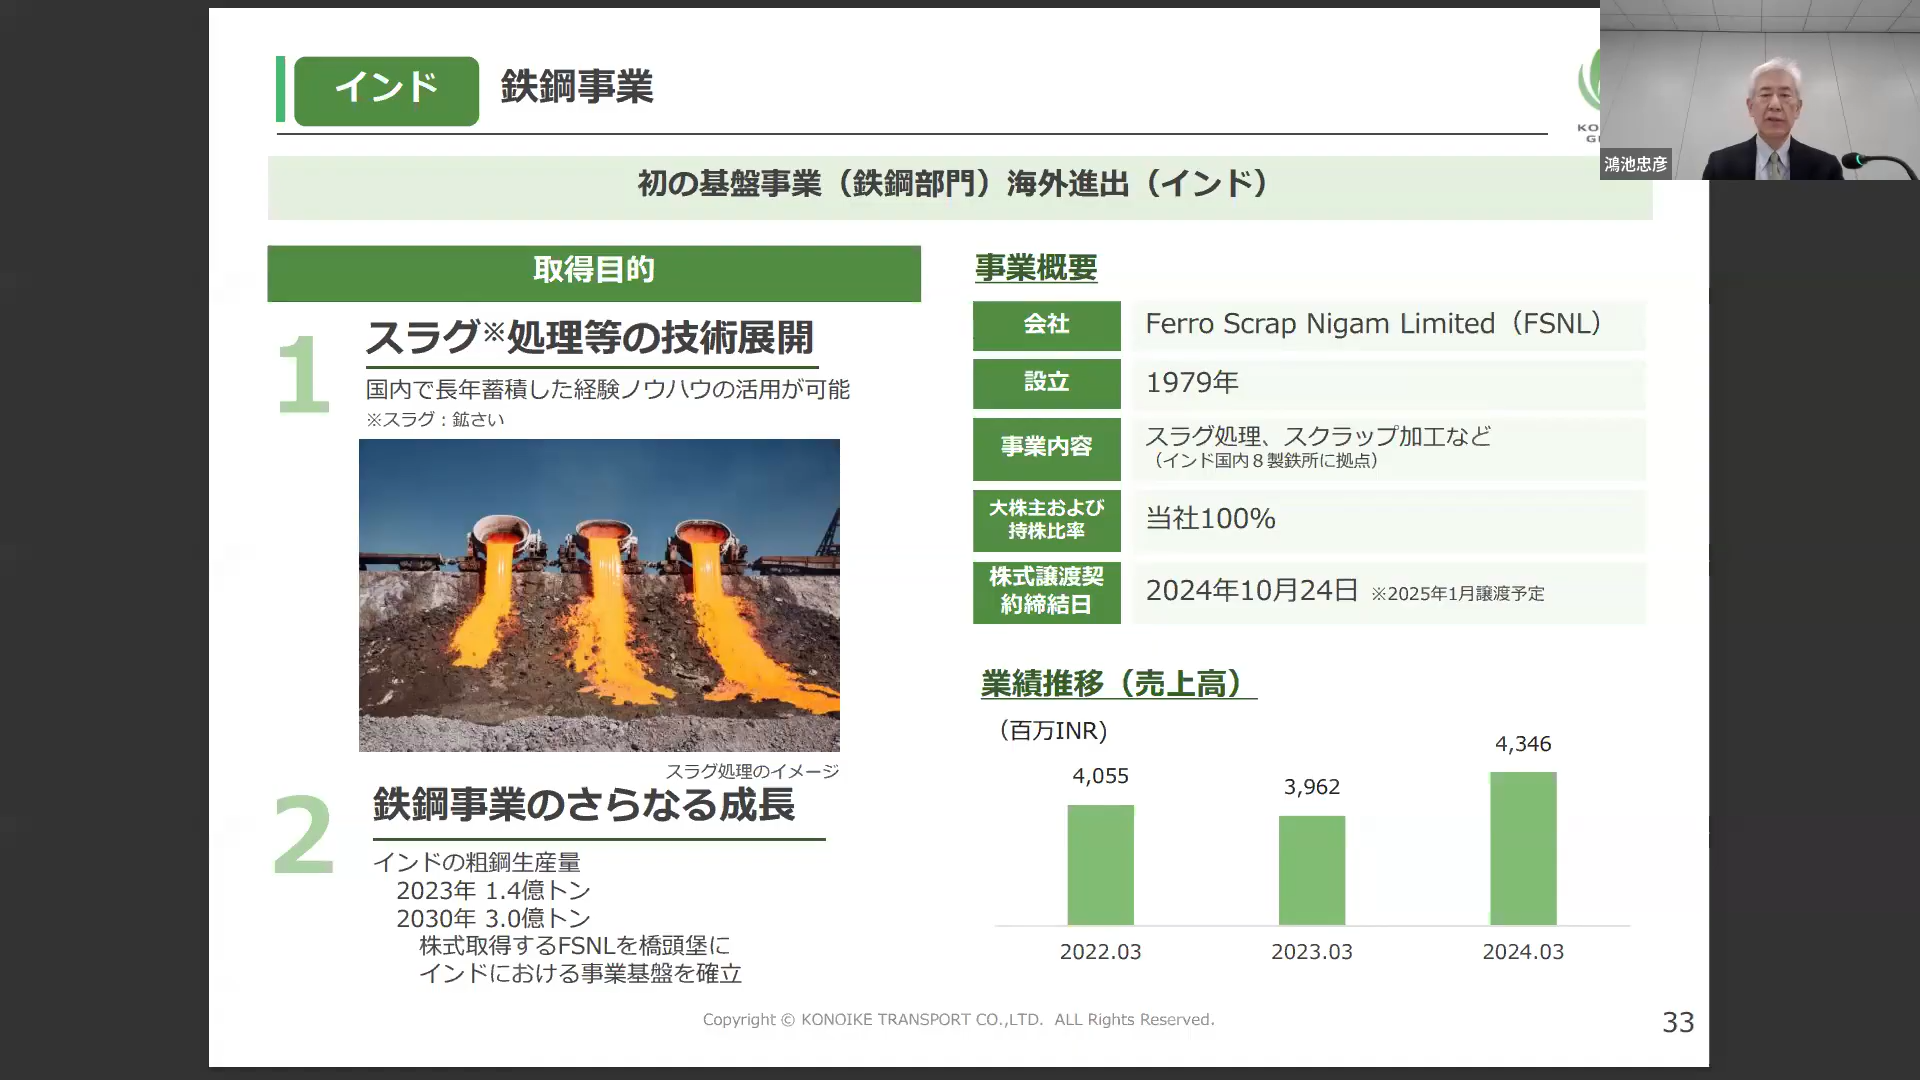 インド 鉄鋼事業
KO
G
鴻池忠彦
初の基盤事業（鉄鋼部門）海外進出（インド）
取得目的
1 スラグ※処理等の技術展開
国内で長年蓄積した経験ノウハウの活用が可能
※スラグ：鉱さい
スラグ処理のイメージ
2 鉄鋼事業のさらなる成長
インドの粗鋼生産量
2023年 1.4億トン
2030年 3.0億トン
株式取得するFSNLを橋頭堡に
インドにおける事業基盤を確立
事業概要
会社 Ferro Scrap Nigam Limited（FSNL）
設立 1979年
事業内容 スラグ処理、スクラップ加工など
（インド国内８製鉄所に拠点）
大株主および
持株比率 当社100%
株式譲渡契
約締結日 2024年10月24日 ※2025年1月譲渡予定
業績推移（売上高）
（百万INR)
4,055 3,962 4,346
2022.03 2023.03 2024.03
Copyright © KONOIKE TRANSPORT CO.,LTD. ALL Rights Reserved.
33